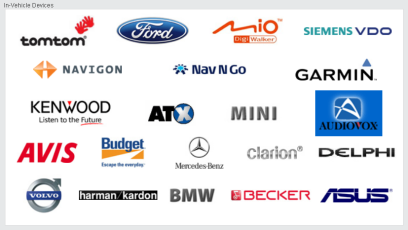 In-Vehicle Devices
tomtom
Ford
Mio
DigiWalker
SIEMENS VDO
NAVIGON
Nav N Go
GARMIN
KENWOOD
Listen to the Future
ATX
MINI
AUDIOVOX
AVIS
Budget
Escape the everyday
Mercedes-Benz
clarion
DELPHI
VOLVO
harman/kardon
BMW
BECKER
ASUS